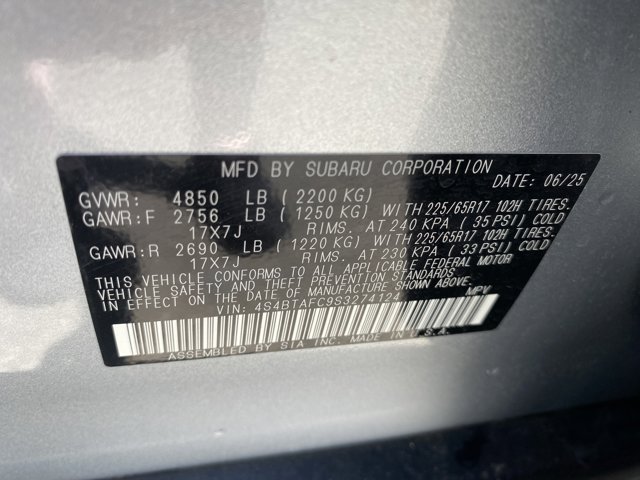 MFD BY SUBARU CORPORATION
DATE: 06/25
GVWR: 4850 LB (2200 KG)
GAWR:F 2756 LB (1250 KG) WITH 225/65R17 102H TIRES.
17X7J RIMS. AT 240 KPA (35 PSI) COLD
GAWR:R 2690 LB (1220 KG) WITH 225/65R17 102H TIRES.
17X7J RIMS. AT 230 KPA (33 PSI) COLD
THIS VEHICLE CONFORMS TO ALL APPLICABLE FEDERAL MOTOR
VEHICLE SAFETY, BUMPER, AND THEFT PREVENTION STANDARDS
IN EFFECT ON THE DATE OF MANUFACTURE SHOWN ABOVE.
VIN: 4S4BTAFC9S3274124 MPV
ASSEMBLED BY SIA INC. MADE IN U.S.A.